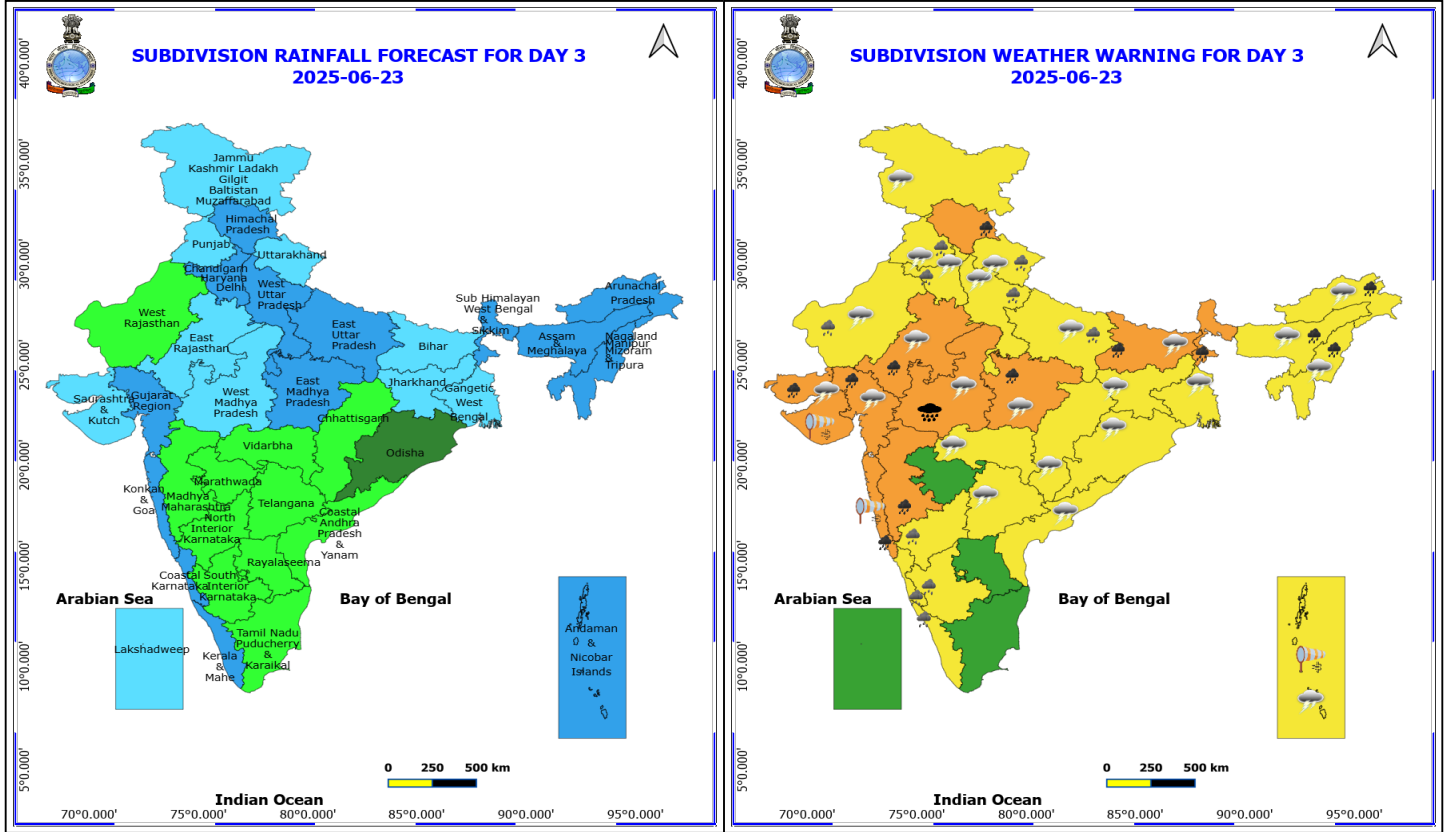 SUBDIVISION RAINFALL FORECAST FOR DAY 3
2025-06-23
40°0.000'
35°0.000'
30°0.000'
25°0.000'
20°0.000'
15°0.000'
10°0.000'
5°0.000'
Jammu
Kashmir Ladakh
Gilgit
Baltistan
Muzaffarabad
Himachal
Pradesh
Punjab
Uttarakhand
Chandigarh
Haryana
Delhi
West
Uttar
Pradesh
West
Rajasthan
East
Rajasthan
East
Uttar
Pradesh
Bihar
Sub Himalayan
West Bengal
&
Sikkim
Arunachal
Pradesh
Assam
&
Meghalaya
Nagaland
Manipur
Mizoram
&
Tripura
Saurashtra
&
Kutch
Gujarat
Region
West
Madhya
Pradesh
East
Madhya
Pradesh
Jharkhand
Gangetic
West
Bengal
Chhattisgarh
Odisha
Vidarbha
Konkan
&
Goa
Madhya
Maharashtra
Marathwada
Telangana
North
Interior
Karnataka
Coastal
Andhra
Pradesh
&
Yanam
Rayalaseema
Coastal
Karnataka
South
Interior
Karnataka
Arabian Sea
Bay of Bengal
Lakshadweep
Tamil Nadu
Puducherry
&
Karaikal
Kerala
&
Mahe
Andaman
&
Nicobar
Islands
0 250 500 km
Indian Ocean
70°0.000' 75°0.000' 80°0.000' 85°0.000' 90°0.000' 95°0.000'
SUBDIVISION WEATHER WARNING FOR DAY 3
2025-06-23
40°0.000'
35°0.000'
30°0.000'
25°0.000'
20°0.000'
15°0.000'
10°0.000'
5°0.000'
Arabian Sea
Bay of Bengal
0 250 500 km
Indian Ocean
70°0.000' 75°0.000' 80°0.000' 85°0.000' 90°0.000' 95°0.000'